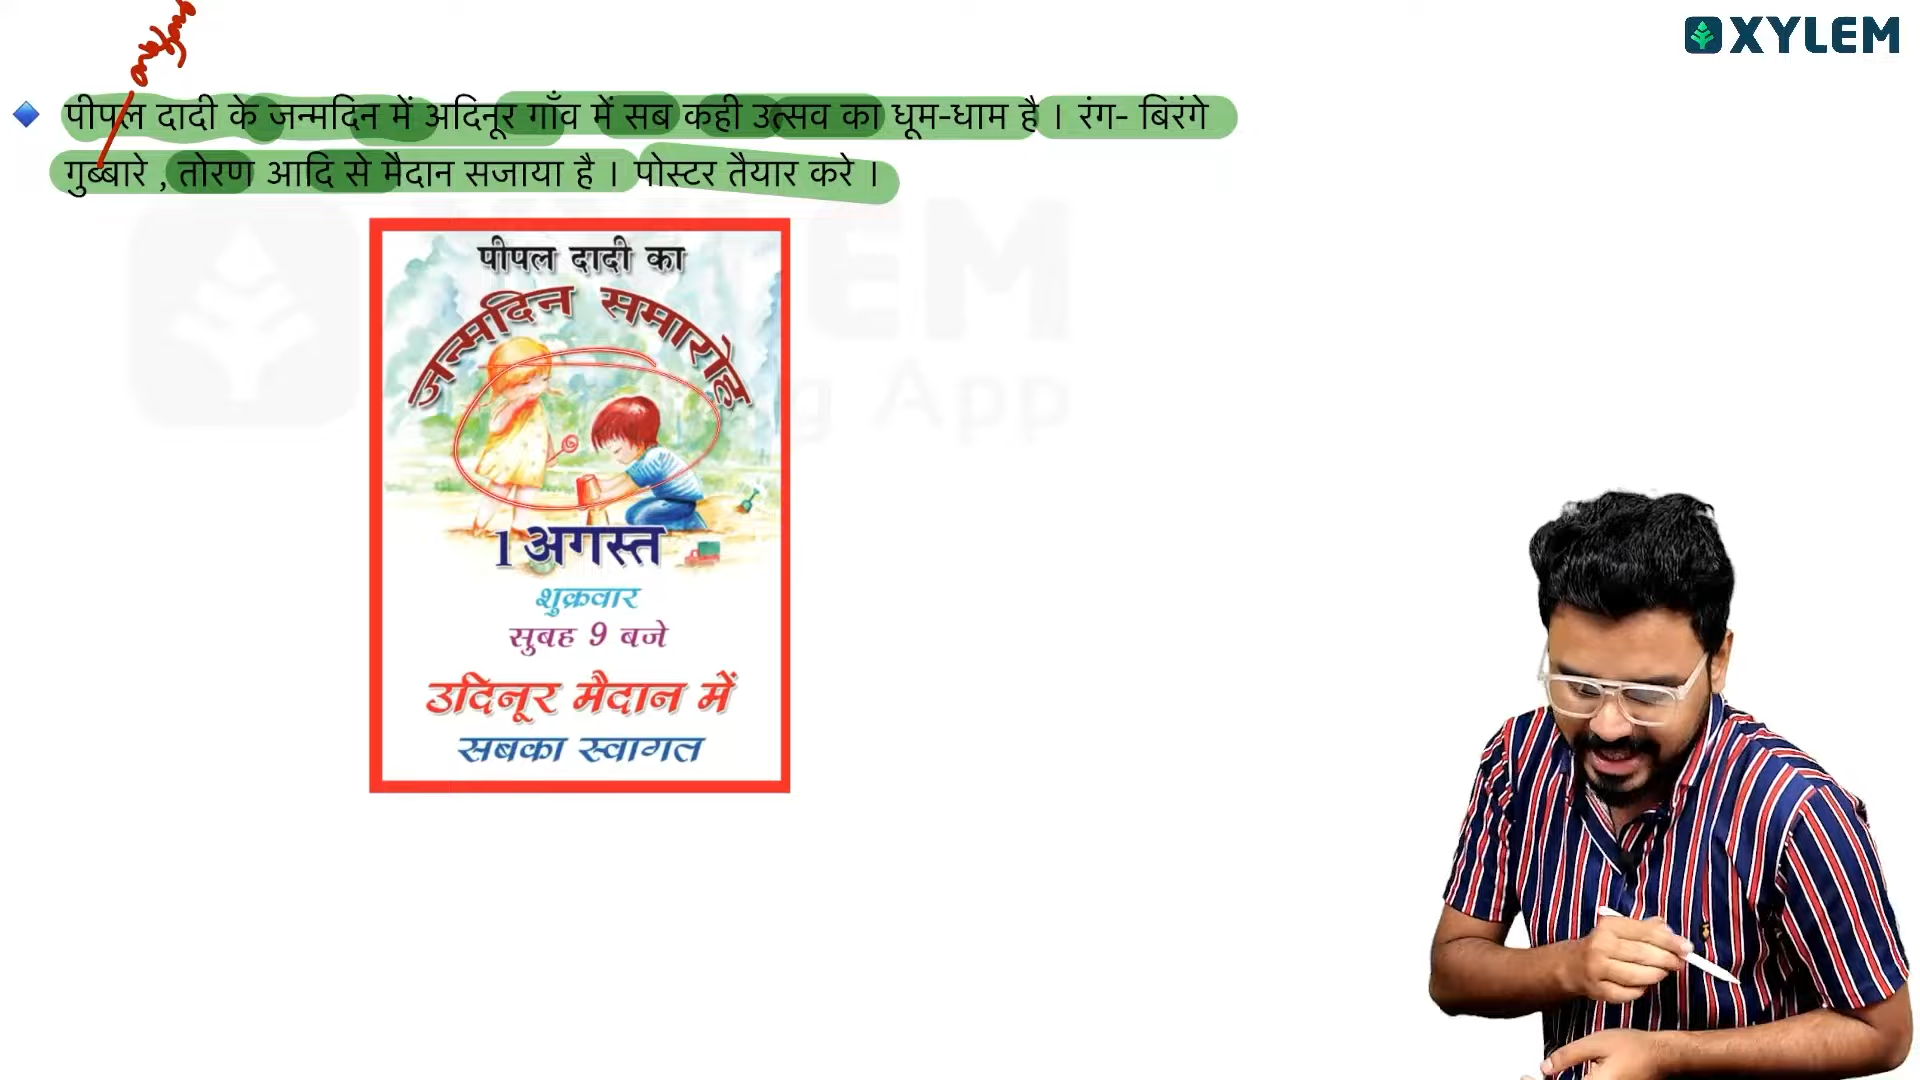 XYLEM
पीपल दादी के जन्मदिन में अदिनूर गाँव में सब कही उत्सव का धूम-धाम है । रंग- बिरंगे
गुब्बारे , तोरण आदि से मैदान सजाया है । पोस्टर तैयार करे ।
पीपल दादी का
जन्मदिन समारोह
1 अगस्त
शुक्रवार
सुबह 9 बजे
उदिनूर मैदान में
सबका स्वागत